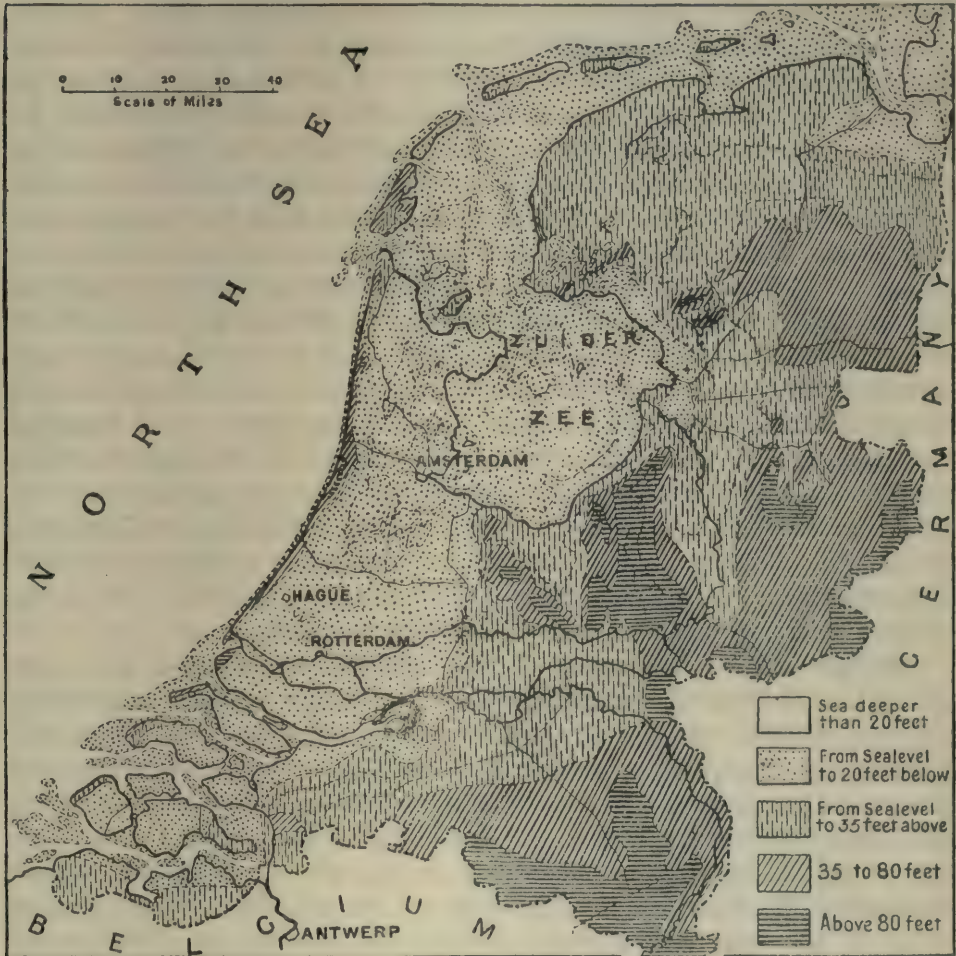 NORTH SEA
0 10 20 30 40
Scale of Miles
ZUIDER
ZEE
AMSTERDAM
HAGUE
ROTTERDAM
GERMANY
Sea deeper
than 20 feet
From Sealevel
to 20 feet below
From Sealevel
to 35 feet above
35 to 80 feet
Above 80 feet
BELGIUM
ANTWERP